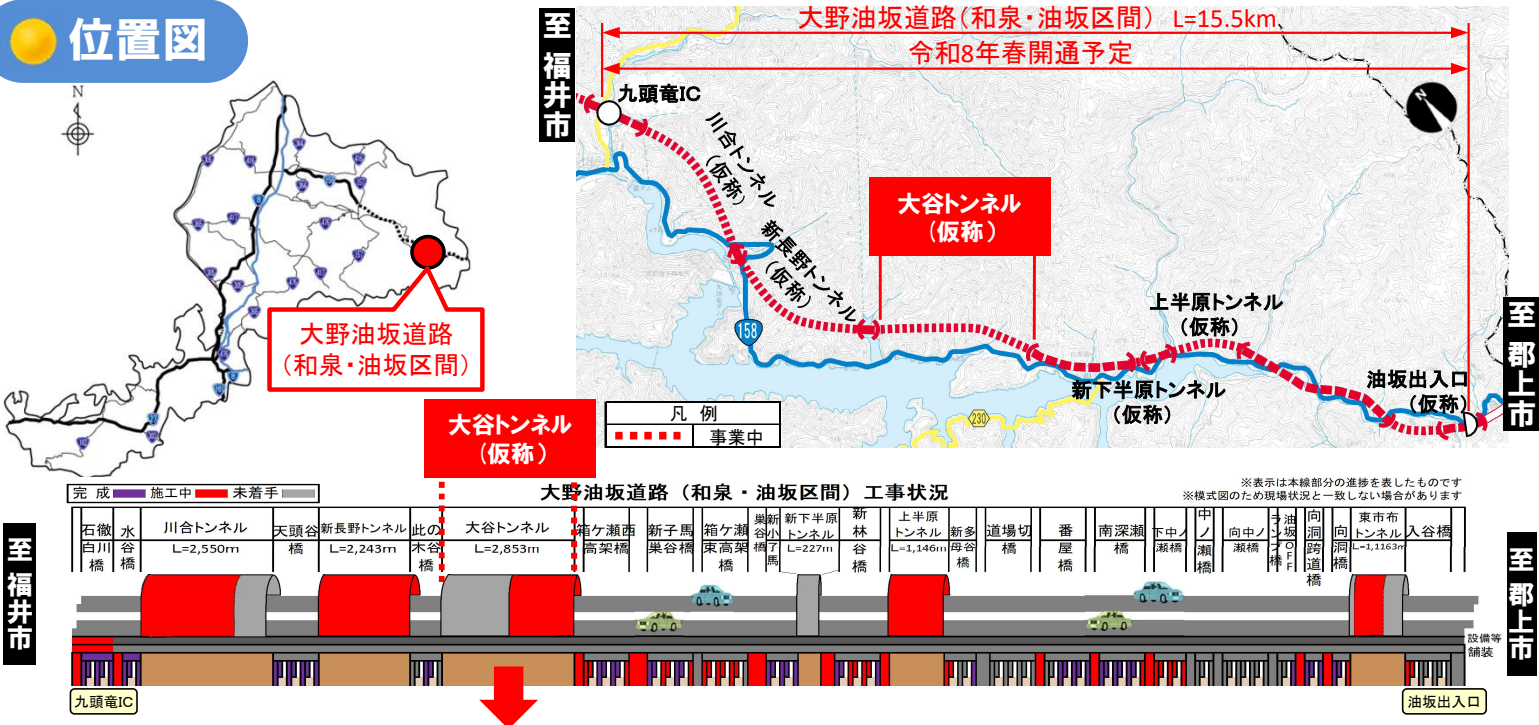 位置図
N
大野油坂道路
(和泉・油坂区間)
至 福井市
大野油坂道路(和泉・油坂区間) L=15.5km
令和8年春開通予定
九頭竜IC
川合トンネル
(仮称)
新長野トンネル
(仮称)
大谷トンネル
(仮称)
158
上半原トンネル
(仮称)
新下半原トンネル
(仮称)
油坂出入口
(仮称)
230
至 郡上市
凡 例
事業中
大谷トンネル
(仮称)
完 成 施工中 未着手
大野油坂道路(和泉・油坂区間)工事状況
※表示は本線部分の進捗を表したものです
※模式図のため現場状況と一致しない場合があります
至 福井市
石徹白川橋
水谷橋
川合トンネル
L=2,550m
天頭谷橋
新長野トンネル
L=2,243m
此の木谷橋
大谷トンネル
L=2,853m
箱ケ瀬西高架橋
新子馬巣谷橋
箱ケ瀬東高架橋
巣谷橋
新小了馬
新下半原トンネル
L=227m
新林谷橋
上半原トンネル
L=1,146m
新多母谷橋
道場切橋
番屋橋
南深瀬橋
下中ノ瀬橋
中ノ瀬橋
向中ノ瀬橋
ランプ橋
油坂OFF
向洞跨道橋
向洞橋
東市布トンネル
L=1,1163m
入谷橋
設備等
舗装
至 郡上市
九頭竜IC
油坂出入口